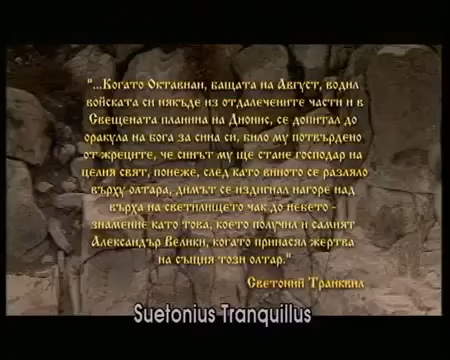 "...Когато Октавиан, бащата на Август, водил
войската си някъде из отдалечените части и в
Свещената планина на Дионис, се допитал до
оракула на бога за сина си, било му потвърдено
от жреците, че синът му ще стане господар на
целия свят, понеже, след като виното се разляло
върху олтара, димът се издигнал нагоре над
върха на светилището чак до небето -
знамение като това, което получил и самият
Александър Велики, когато принасял жертва
на същия този олтар."
Светоний Транквил
Suetonius Tranquillus